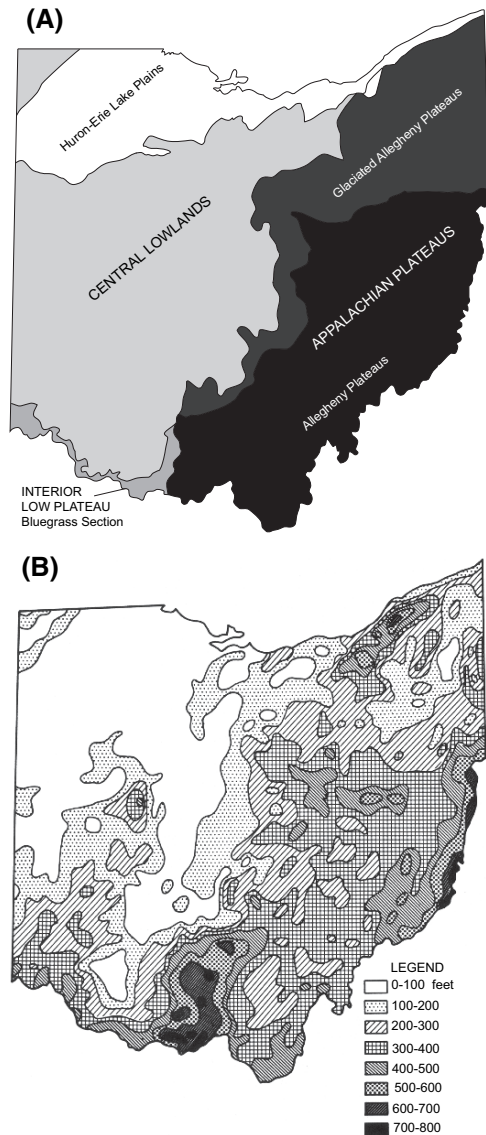 (A)
Huron-Erie Lake Plains
Glaciated Allegheny Plateaus
CENTRAL LOWLANDS
APPALACHIAN PLATEAUS
Allegheny Plateaus
INTERIOR
LOW PLATEAU
Bluegrass Section
(B)
LEGEND
0-100 feet
100-200
200-300
300-400
400-500
500-600
600-700
700-800